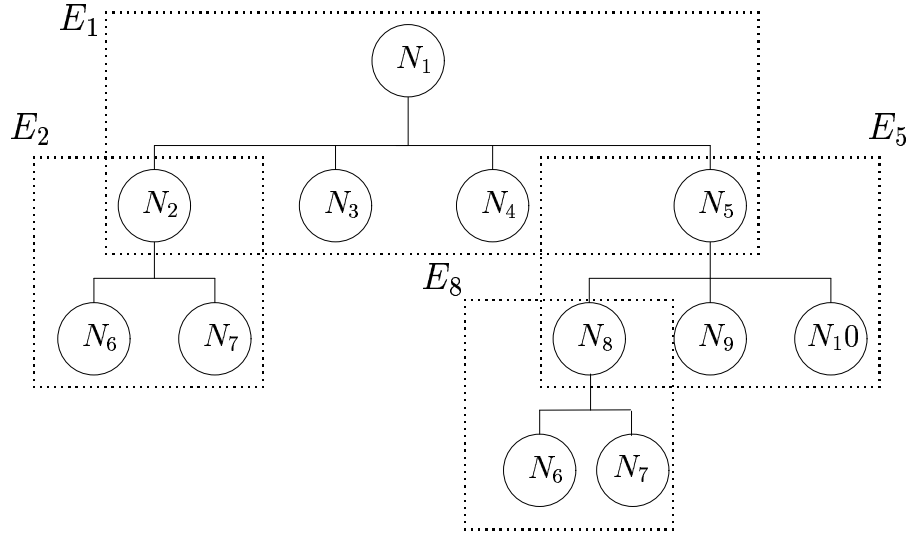 E₁
N₁
E₂
E₅
N₂ N₃ N₄ N₅
E₈
N₆ N₇ N₈ N₉ N₁0
N₆ N₇